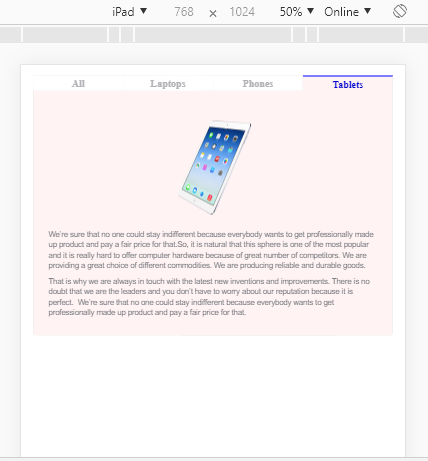 iPad ▼ 768 × 1024 50% ▼ Online ▼
All Laptops Phones Tablets
We're sure that no one could stay indifferent because everybody wants to get professionally made
up product and pay a fair price for that.So, it is natural that this sphere is one of the most popular
and it is really hard to offer computer hardware because of great number of competitors. We are
providing a great choice of different commodities. We are producing reliable and durable goods.
That is why we are always in touch with the latest new inventions and improvements. There is no
doubt that we are the leaders and you don't have to worry about our reputation because it is
perfect. We're sure that no one could stay indifferent because everybody wants to get
professionally made up product and pay a fair price for that.